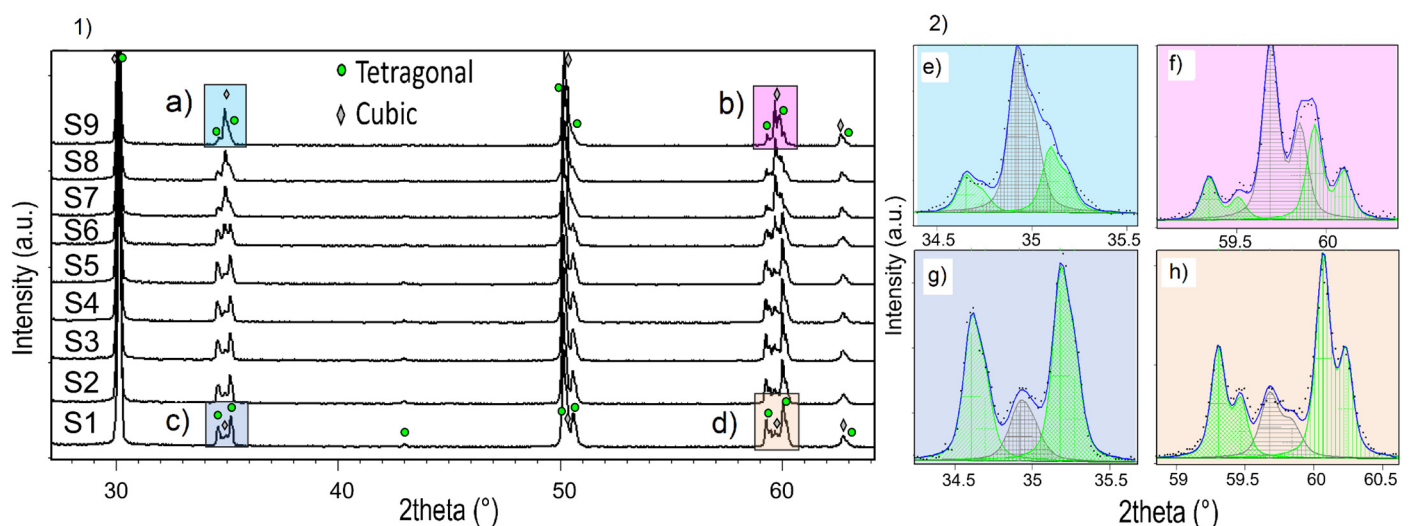 1)
Intensity (a.u.)
Tetragonal
Cubic
a)
b)
S9
S8
S7
S6
S5
S4
S3
S2
S1
c)
d)
30
40
50
60
2theta (°)
2)
Intensity (a.u.)
e)
34.5
35
35.5
f)
59.5
60
g)
34.5
35
35.5
h)
59
59.5
60
60.5
2theta (°)